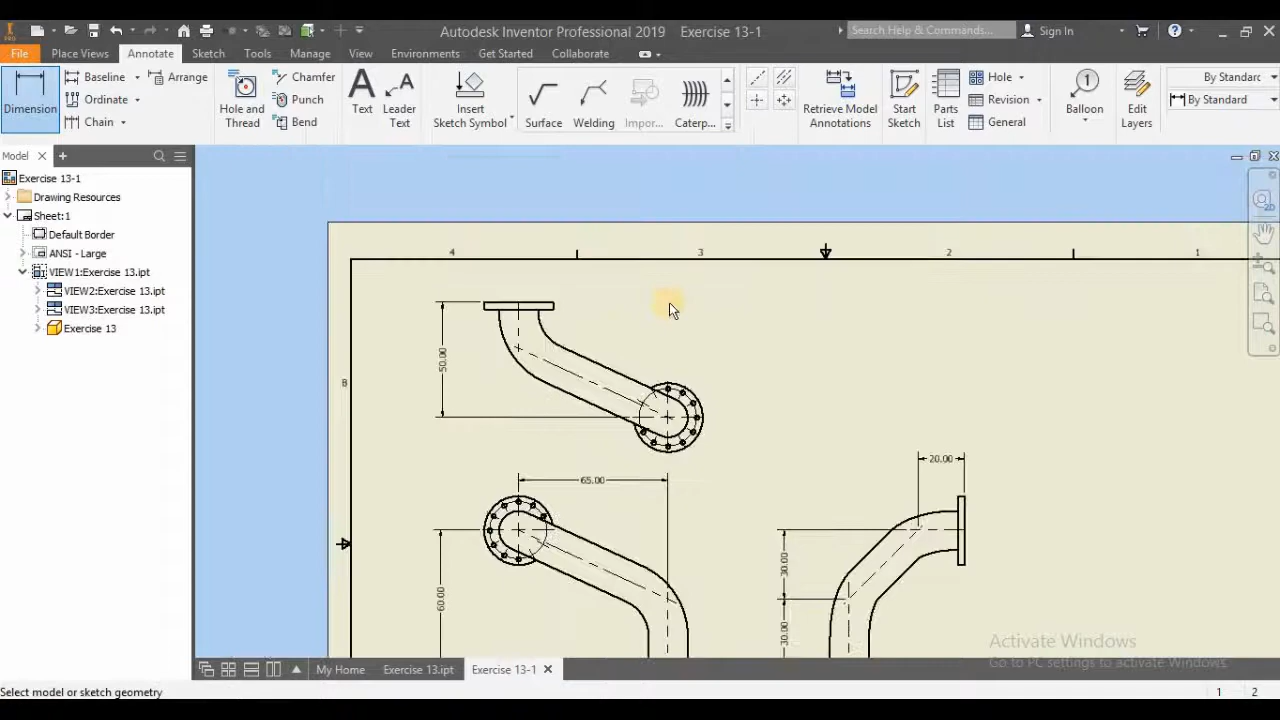 Autodesk Inventor Professional 2019 Exercise 13-1
Search Help & Commands...
Sign In
PRO
File Place Views Annotate Sketch Tools Manage View Environments Get Started Collaborate
Dimension
Baseline
Ordinate
Chain
Arrange
Hole and Thread
Chamfer
Punch
Bend
Text
Leader Text
Insert Sketch Symbol
Surface
Welding
Impor...
Caterp...
Retrieve Model Annotations
Start Sketch
Parts List
Hole
Revision
General
Balloon
Edit Layers
By Standarc
By Standard
Model
Exercise 13-1
Drawing Resources
Sheet:1
Default Border
ANSI - Large
VIEW1:Exercise 13.ipt
VIEW2:Exercise 13.ipt
VIEW3:Exercise 13.ipt
Exercise 13
4 3 2 1
B
50.00
65.00
60.00
20.00
30.00
30.00
2D
Activate Windows
Go to PC settings to activate Windows.
My Home Exercise 13.ipt Exercise 13-1
Select model or sketch geometry
1 2